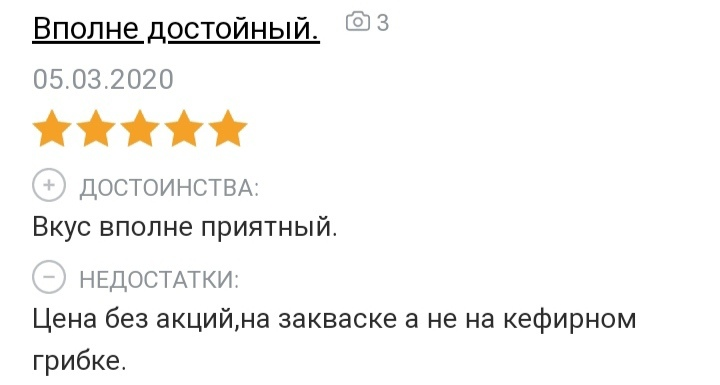 Вполне достойный. 3
05.03.2020
ДОСТОИНСТВА:
Вкус вполне приятный.
НЕДОСТАТКИ:
Цена без акций,на закваске а не на кефирном
грибке.